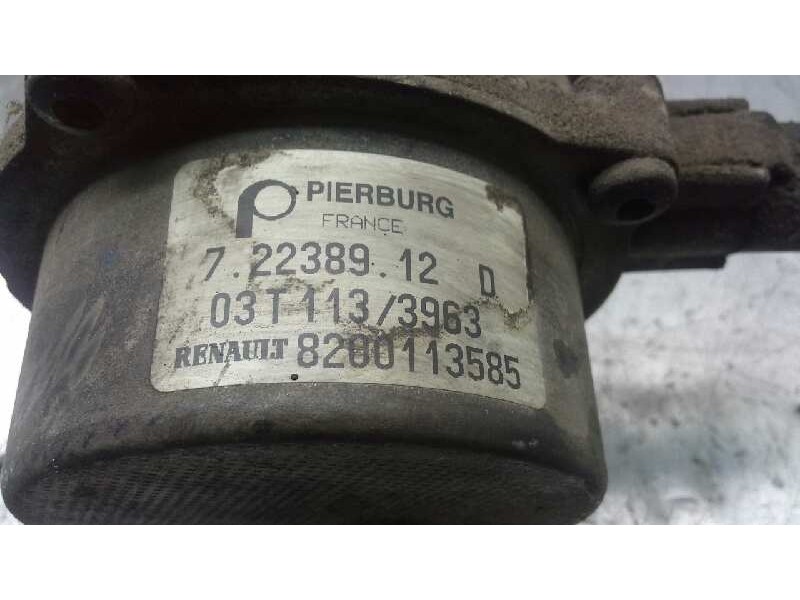 PIERBURG
FRANCE
7.22389.12 D
03T113/3963
RENAULT 8200113585